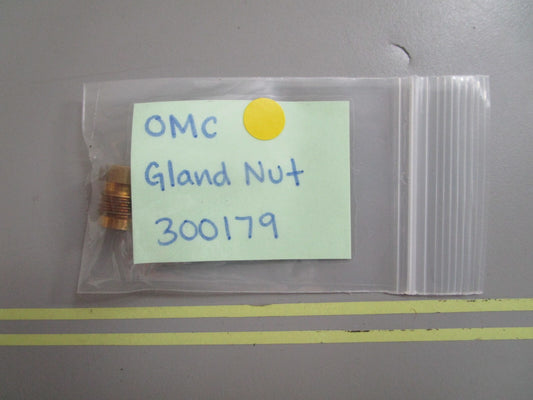 OMC
Gland Nut
300179